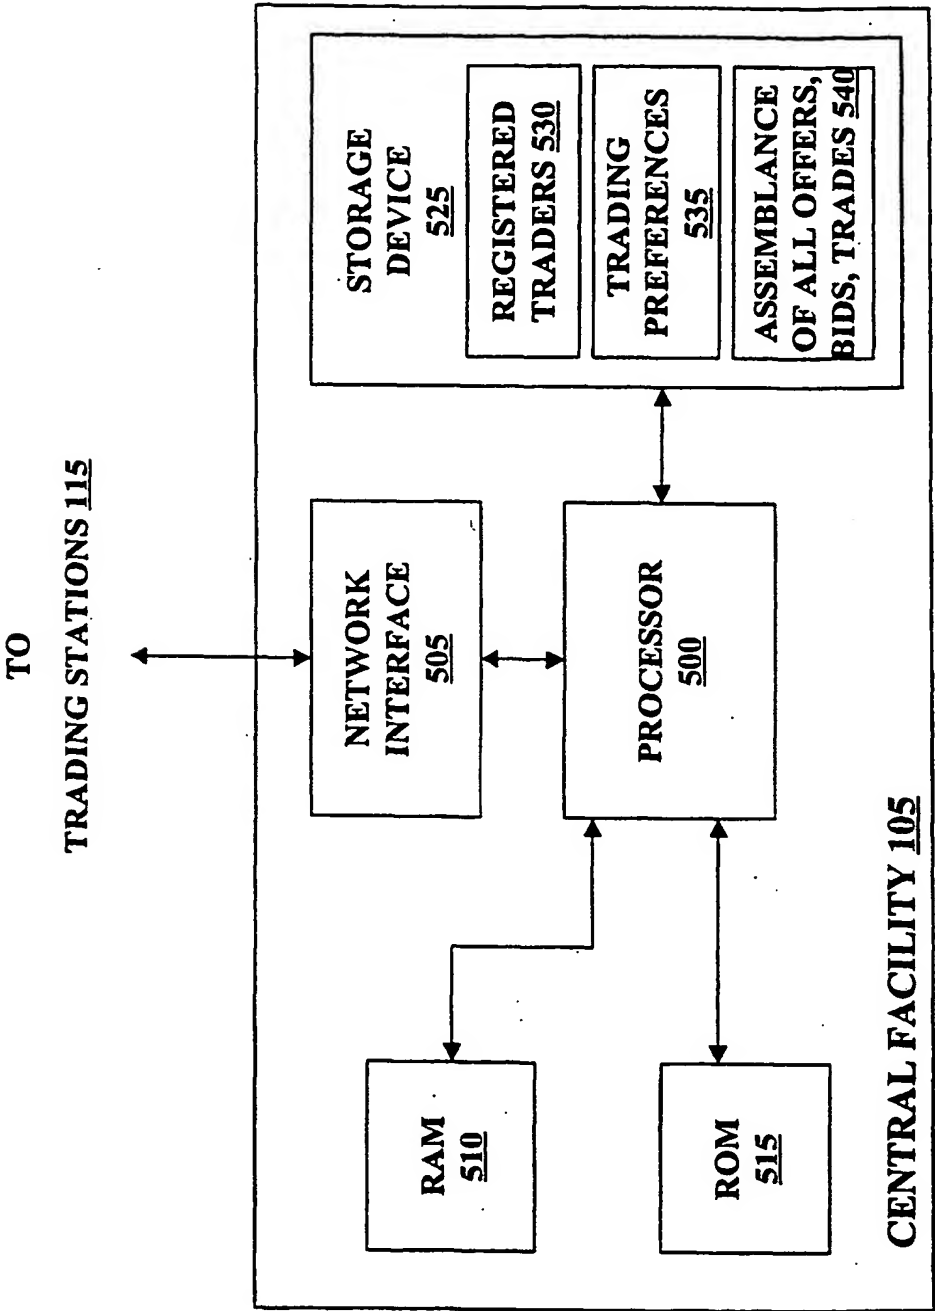 TO
TRADING STATIONS 115
NETWORK
INTERFACE
505
STORAGE
DEVICE
525
REGISTERED
TRADERS 530
TRADING
PREFERENCES
535
ASSEMBLANCE
OF ALL OFFERS,
BIDS, TRADES 540
PROCESSOR
500
RAM
510
ROM
515
CENTRAL FACILITY 105